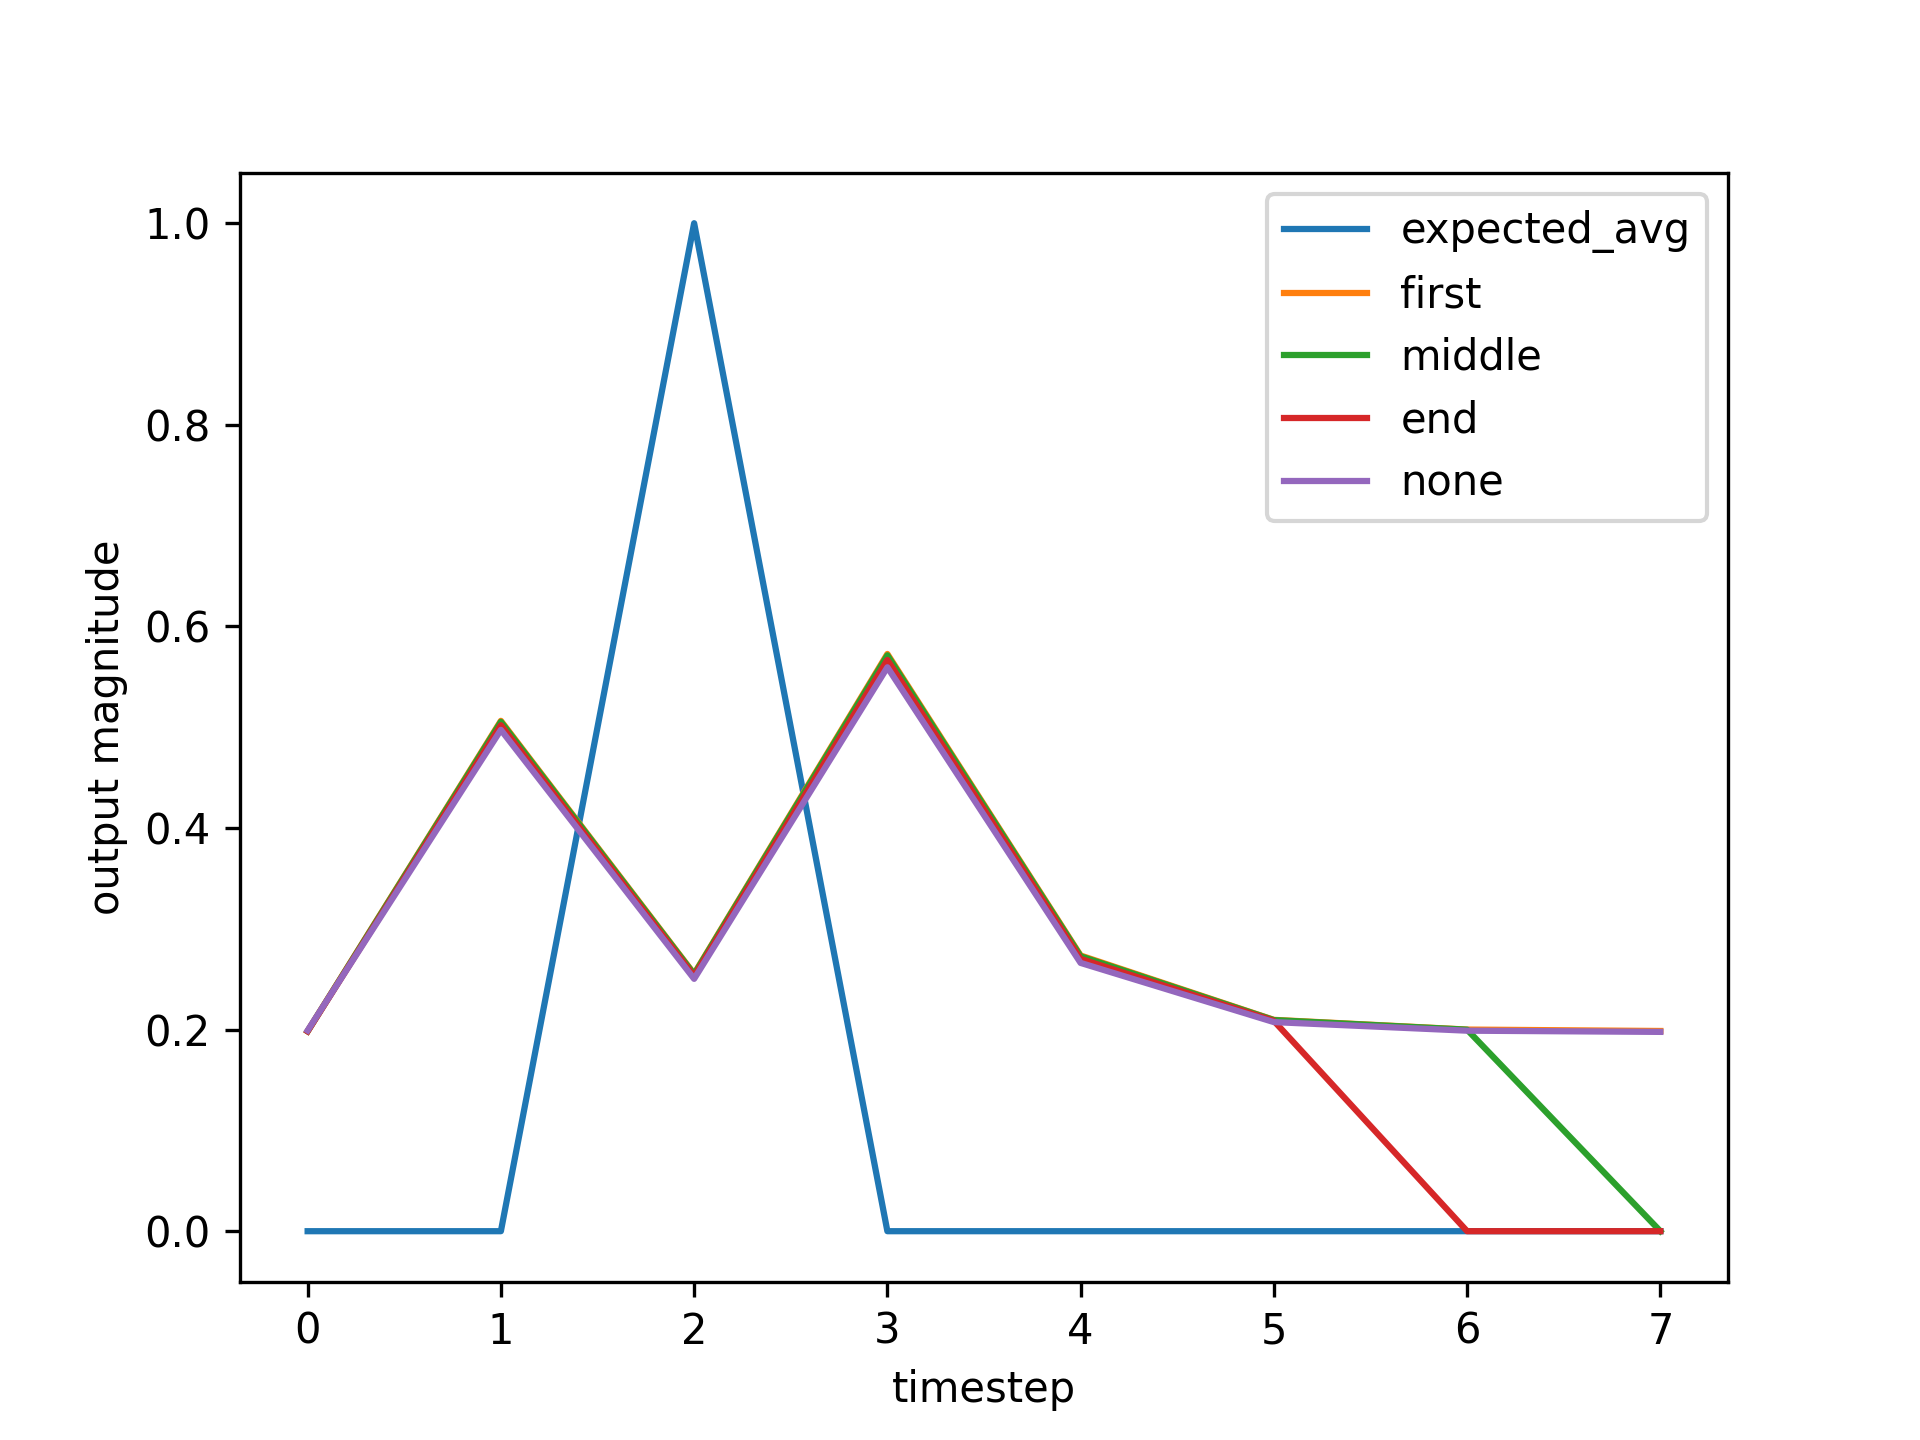 expected_avg
first
middle
end
none
1.0
0.8
0.6
0.4
0.2
0.0
output magnitude
0 1 2 3 4 5 6 7
timestep